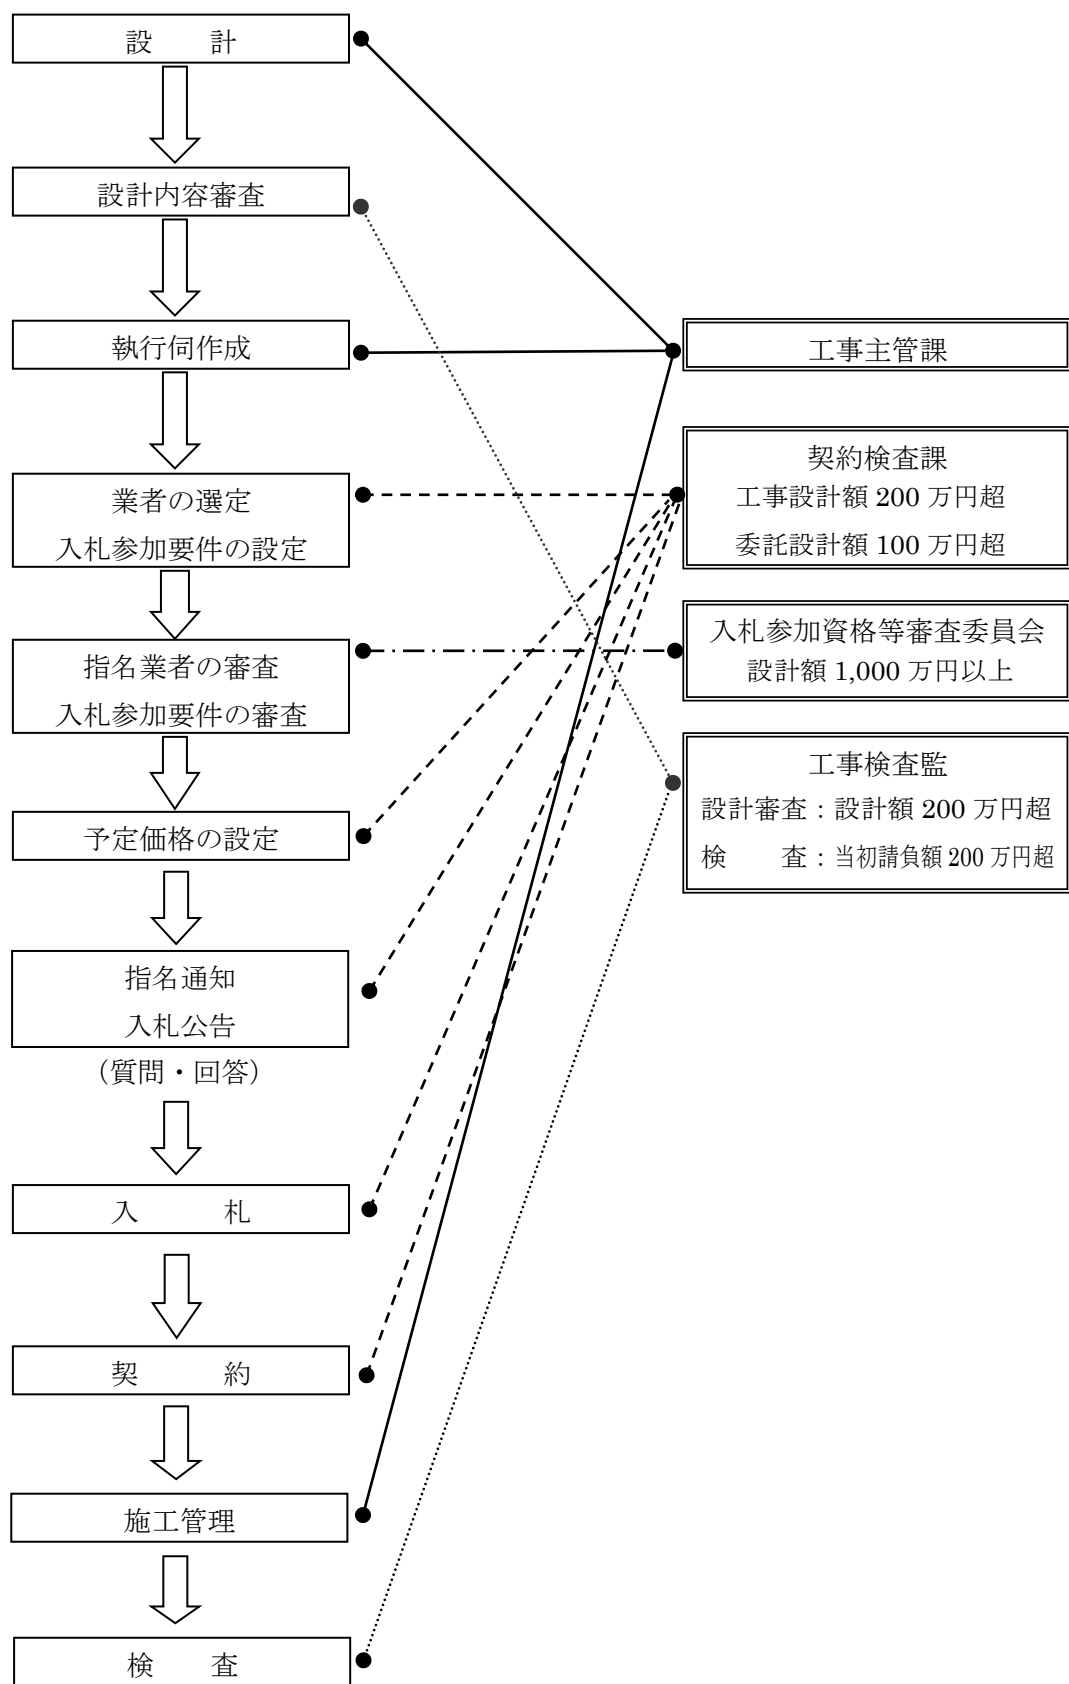 設　　計
設計内容審査
執行伺作成
業者の選定
入札参加要件の設定
指名業者の審査
入札参加要件の審査
予定価格の設定
指名通知
入札公告
（質問・回答）
入　　　札
契　　　約
施工管理
検　　査
工事主管課
契約検査課
工事設計額 200 万円超
委託設計額 100 万円超
入札参加資格等審査委員会
設計額 1,000 万円以上
工事検査監
設計審査：設計額 200 万円超
検　　査：当初請負額 200 万円超